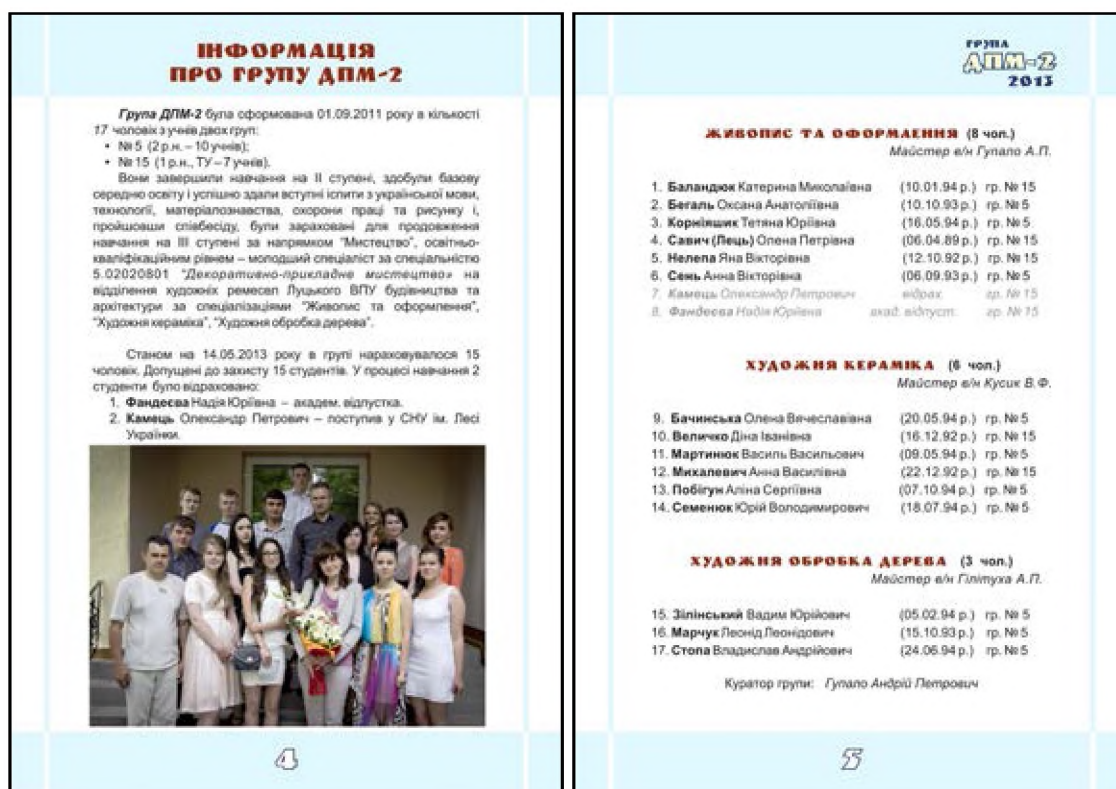 ІНФОРМАЦІЯ
ПРО ГРУПУ ДПМ-2
Група ДПМ-2 була сформована 01.09.2011 року в кількості
17 чоловік з учнів двох груп:
• № 5 (2 р.н. – 10 учнів);
• № 15 (1 р.н., ТУ – 7 учнів).
Вони завершили навчання на II ступені, здобули базову
середню освіту і успішно здали вступні іспити з української мови,
технології, матеріалознавства, охорони праці та рисунку і,
пройшовши співбесіду, були зараховані для продовження
навчання на III ступені за напрямком "Мистецтво", освітньо-
кваліфікаційним рівнем – молодший спеціаліст за спеціальністю
5.02020801 "Декоративно-прикладне мистецтво» на
відділення художніх ремесел Луцького ВПУ будівництва та
архітектури за спеціалізаціями "Живопис та оформлення",
"Художня кераміка", "Художня обробка дерева".
Станом на 14.05.2013 року в групі нараховувалося 15
чоловік. Допущені до захисту 15 студентів. У процесі навчання 2
студенти було відраховано:
1. Фандеєва Надія Юріївна – академ. відпустка.
2. Камець Олександр Петрович – поступив у СНУ ім. Лесі
Українки.
4
ГРУПА
ДПМ-2
2013
ЖИВОПИС ТА ОФОРМЛЕННЯ (8 чол.)
Майстер в/н Гупало А.П.
1. Баландюк Катерина Миколаївна (10.01.94 р.) гр. № 15
2. Бегаль Оксана Анатоліївна (10.10.93 р.) гр. № 5
3. Корніяшик Тетяна Юріївна (16.05.94 р.) гр. № 5
4. Савич (Лець) Олена Петрівна (06.04.89 р.) гр. № 15
5. Нелепа Яна Вікторівна (12.10.92 р.) гр. № 15
6. Сень Анна Вікторівна (06.09.93 р.) гр. № 5
7. Камець Олександр Петрович відрах. гр. № 15
8. Фандеєва Надія Юріївна акад. відпуст. гр. № 15
ХУДОЖНЯ КЕРАМІКА (6 чол.)
Майстер в/н Кусик В.Ф.
9. Бачинська Олена Вячеславівна (20.05.94 р.) гр. № 5
10. Величко Діна Іванівна (16.12.92 р.) гр. № 15
11. Мартинюк Василь Васильович (09.05.94 р.) гр. № 5
12. Михалевич Анна Василівна (22.12.92 р.) гр. № 15
13. Побігун Аліна Сергіївна (07.10.94 р.) гр. № 5
14. Семенюк Юрій Володимирович (18.07.94 р.) гр. № 5
ХУДОЖНЯ ОБРОБКА ДЕРЕВА (3 чол.)
Майстер в/н Гілітуха А.П.
15. Зілінський Вадим Юрійович (05.02.94 р.) гр. № 5
16. Марчук Леонід Леонідович (15.10.93 р.) гр. № 5
17. Стопа Владислав Андрійович (24.06.94 р.) гр. № 5
Куратор групи: Гупало Андрій Петрович
5